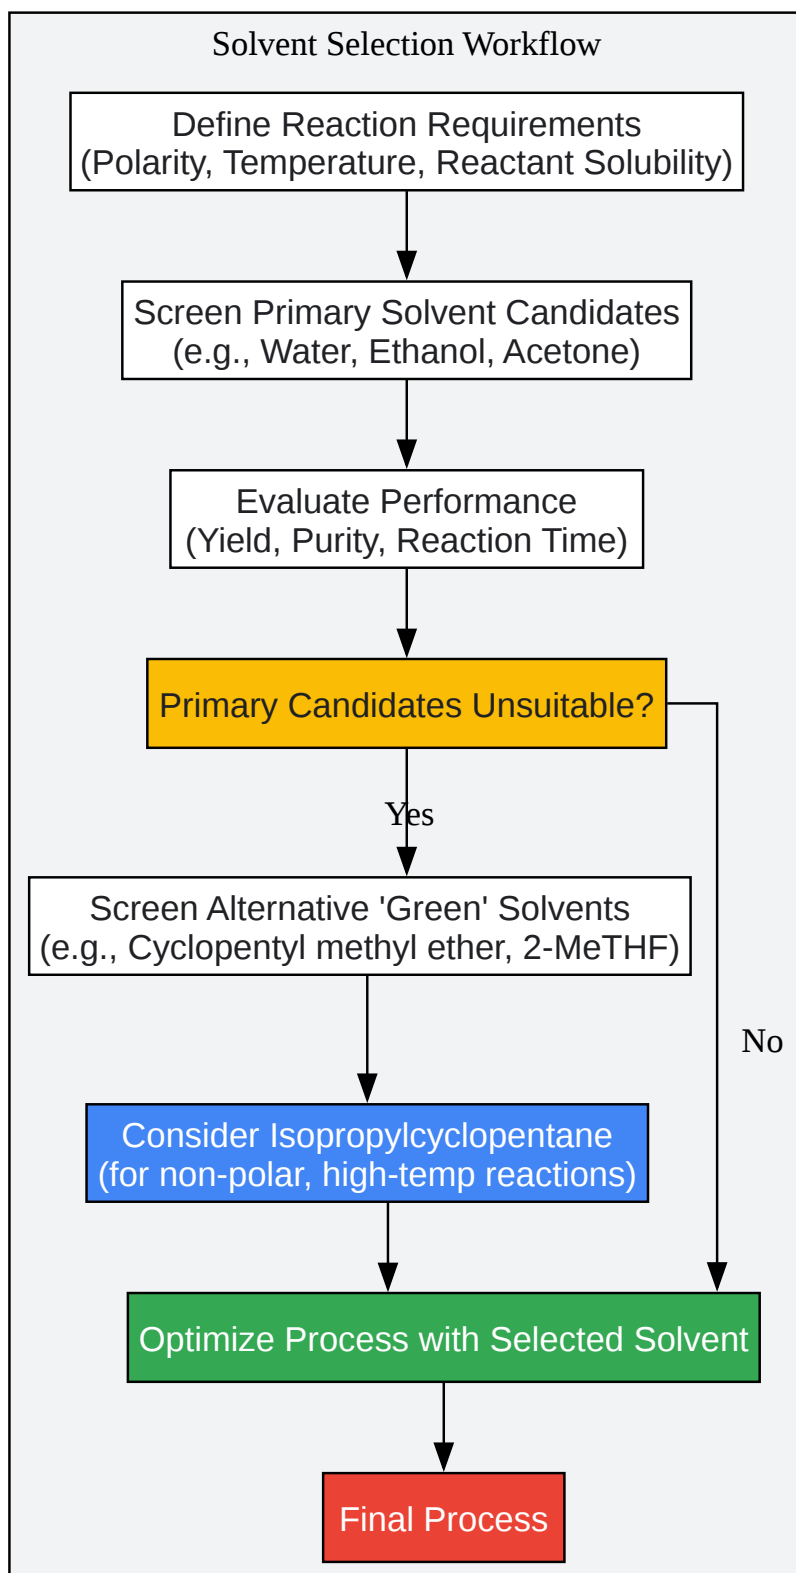 Solvent Selection Workflow
Define Reaction Requirements
(Polarity, Temperature, Reactant Solubility)
Screen Primary Solvent Candidates
(e.g., Water, Ethanol, Acetone)
Evaluate Performance
(Yield, Purity, Reaction Time)
Primary Candidates Unsuitable?
Yes
Screen Alternative 'Green' Solvents
(e.g., Cyclopentyl methyl ether, 2-MeTHF)
No
Consider Isopropylcyclopentane
(for non-polar, high-temp reactions)
Optimize Process with Selected Solvent
Final Process